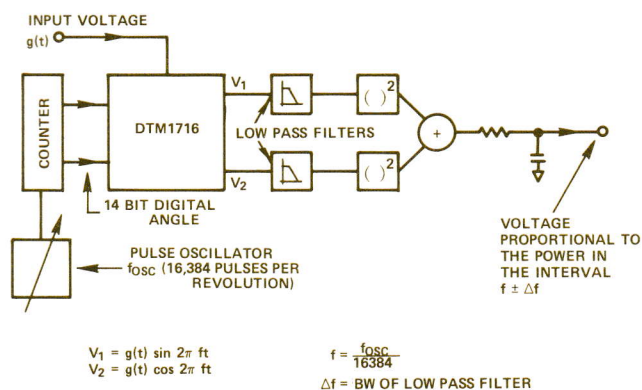 INPUT VOLTAGE
g(t)
COUNTER
DTM1716
V1
V2
LOW PASS FILTERS
( )²
( )²
+
14 BIT DIGITAL
ANGLE
PULSE OSCILLATOR
fOSC (16,384 PULSES PER
REVOLUTION)
VOLTAGE
PROPORTIONAL TO
THE POWER IN
THE INTERVAL
f ± Δf
V1 = g(t) sin 2π ft
V2 = g(t) cos 2π ft
f = fOSC
16384
Δf = BW OF LOW PASS FILTER